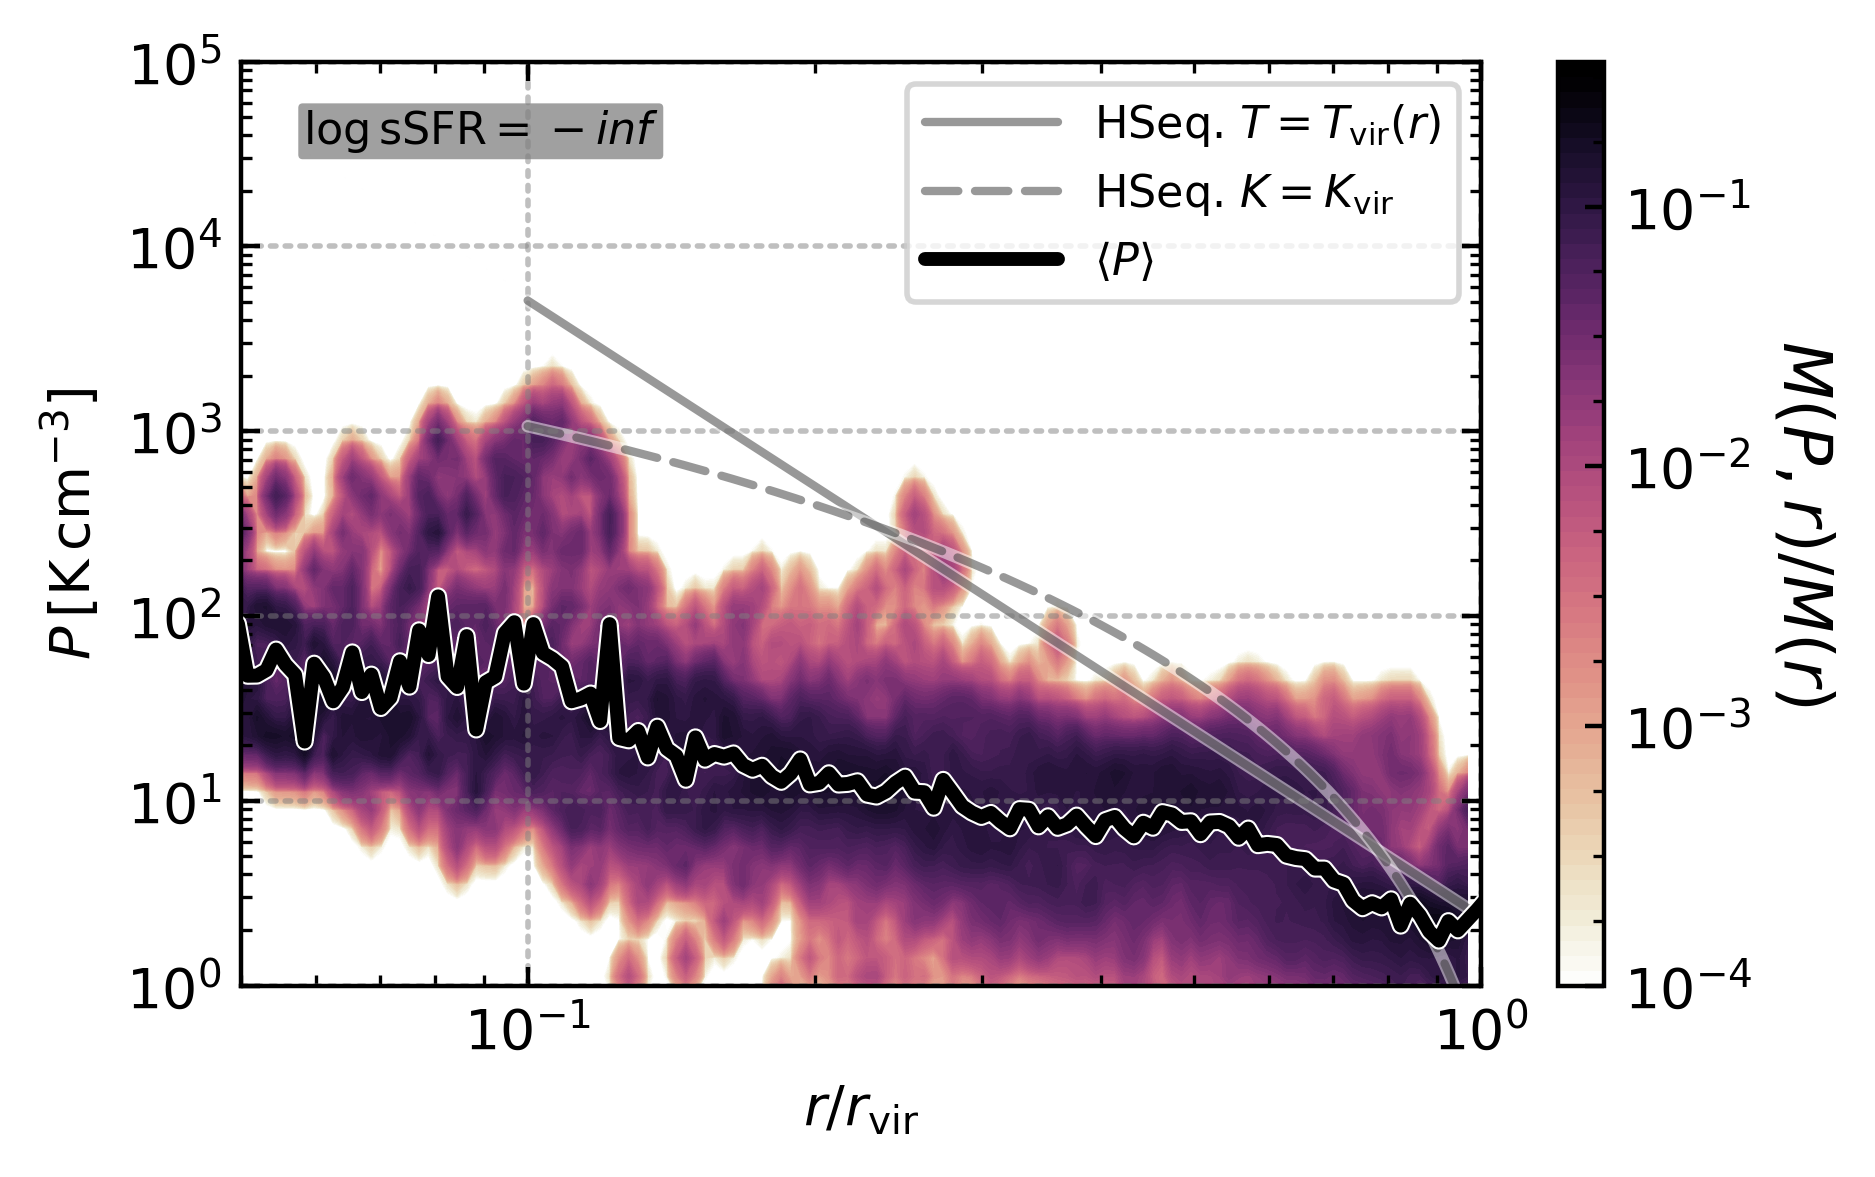 log sSFR = −inf
HSeq. T = T_vir(r)
HSeq. K = K_vir
⟨P⟩
10^5
10^4
10^3
10^2
10^1
10^0
P [K cm^−3]
10^−1
10^0
r/r_vir
10^−1
10^−2
10^−3
10^−4
M(P, r)/M(r)